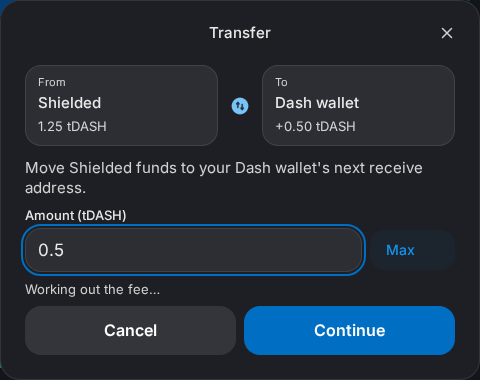 Transfer
From
Shielded
1.25 tDASH
To
Dash wallet
+0.50 tDASH
Move Shielded funds to your Dash wallet's next receive
address.
Amount (tDASH)
0.5
Max
Working out the fee...
Cancel
Continue